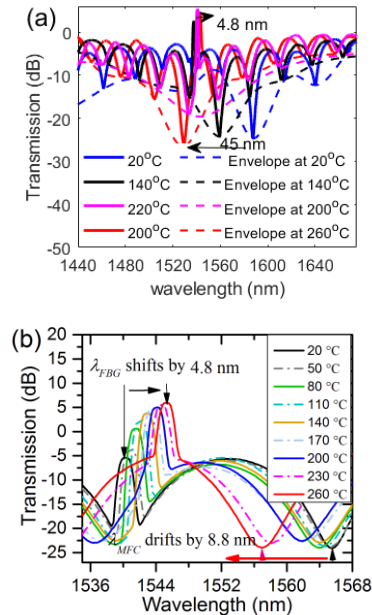 (a)
4.8 nm
45 nm
Transmission (dB)
0
-10
-20
-30
-40
-50
20°C
140°C
220°C
200°C
Envelope at 20°C
Envelope at 140°C
Envelope at 200°C
Envelope at 260°C
1440 1480 1520 1560 1600 1640
wavelength (nm)
(b)
λFBG shifts by 4.8 nm
Transmission (dB)
25
20
15
10
5
0
-5
-10
-15
-20
-25
20 °C
50 °C
80 °C
110 °C
140 °C
170 °C
200 °C
230 °C
260 °C
λMFC drifts by 8.8 nm
1536 1544 1552 1560 1568
Wavelength (nm)